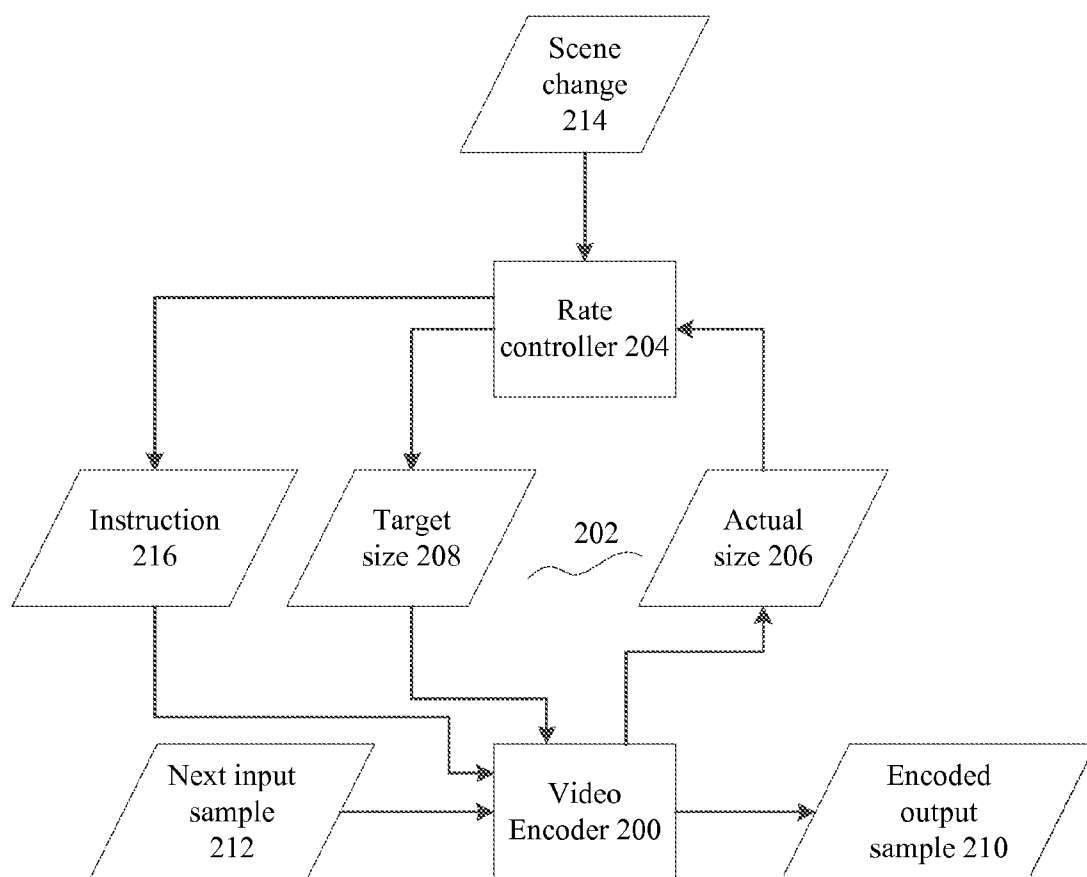 Scene
change
214
Rate
controller 204
Instruction
216
Target
size 208
202
Actual
size 206
Next input
sample
212
Video
Encoder 200
Encoded
output
sample 210